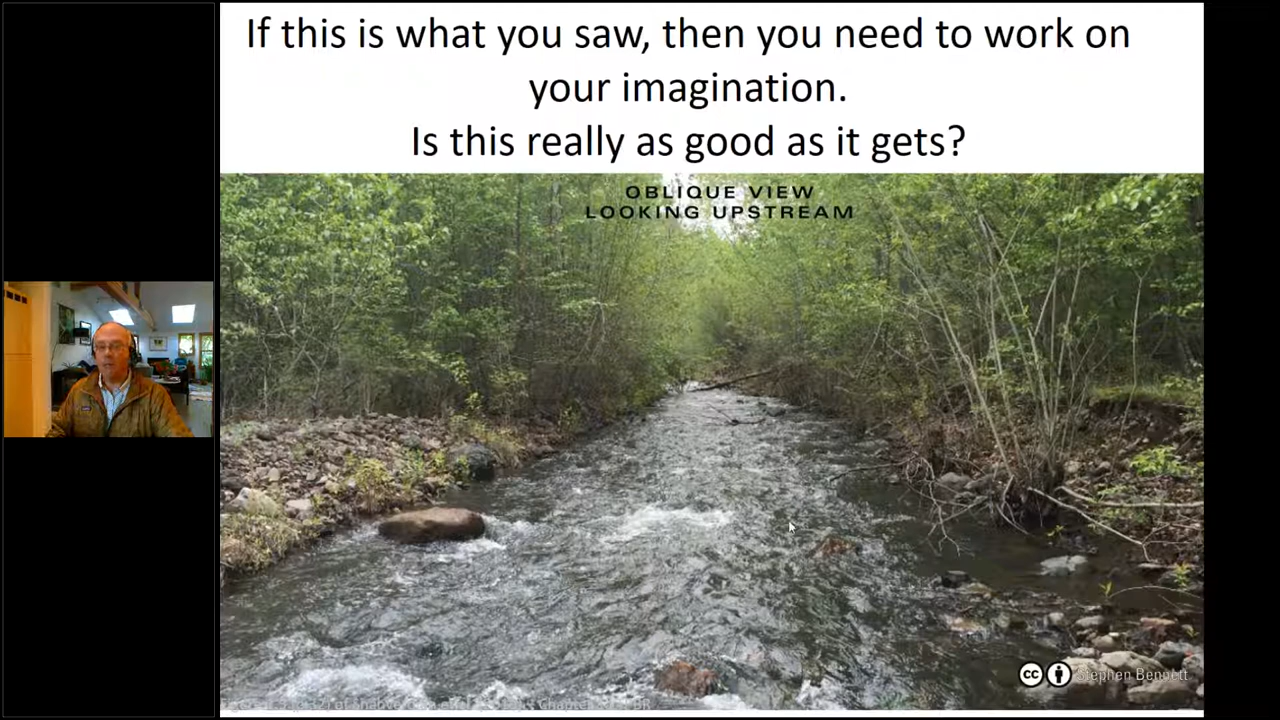 If this is what you saw, then you need to work on
your imagination.
Is this really as good as it gets?
OBLIQUE VIEW
LOOKING UPSTREAM
cc Stephen Bennett